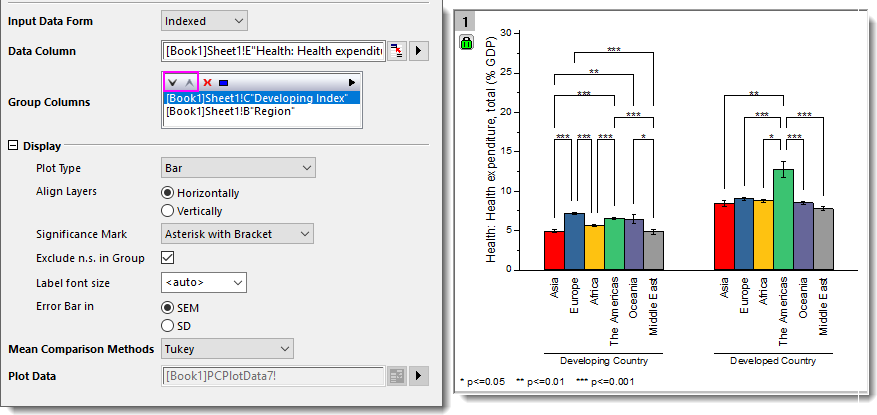 Input Data Form Indexed
Data Column [Book1]Sheet1!E"Health: Health expenditu
Group Columns
[Book1]Sheet1!C"Developing Index"
[Book1]Sheet1!B"Region"
Display
Plot Type Bar
Align Layers Horizontally
Vertically
Significance Mark Asterisk with Bracket
Exclude n.s. in Group
Label font size <auto>
Error Bar in SEM
SD
Mean Comparison Methods Tukey
Plot Data [Book1]PCPlotData7!
1
Health: Health expenditure, total (% GDP)
30
25
20
15
10
5
0
***
**
***
***
*** *** *** *
**
*** ***
* ***
Asia
Europe
Africa
The Americas
Oceania
Middle East
Asia
Europe
Africa
The Americas
Oceania
Middle East
Developing Country Developed Country
* p<=0.05 ** p<=0.01 *** p<=0.001